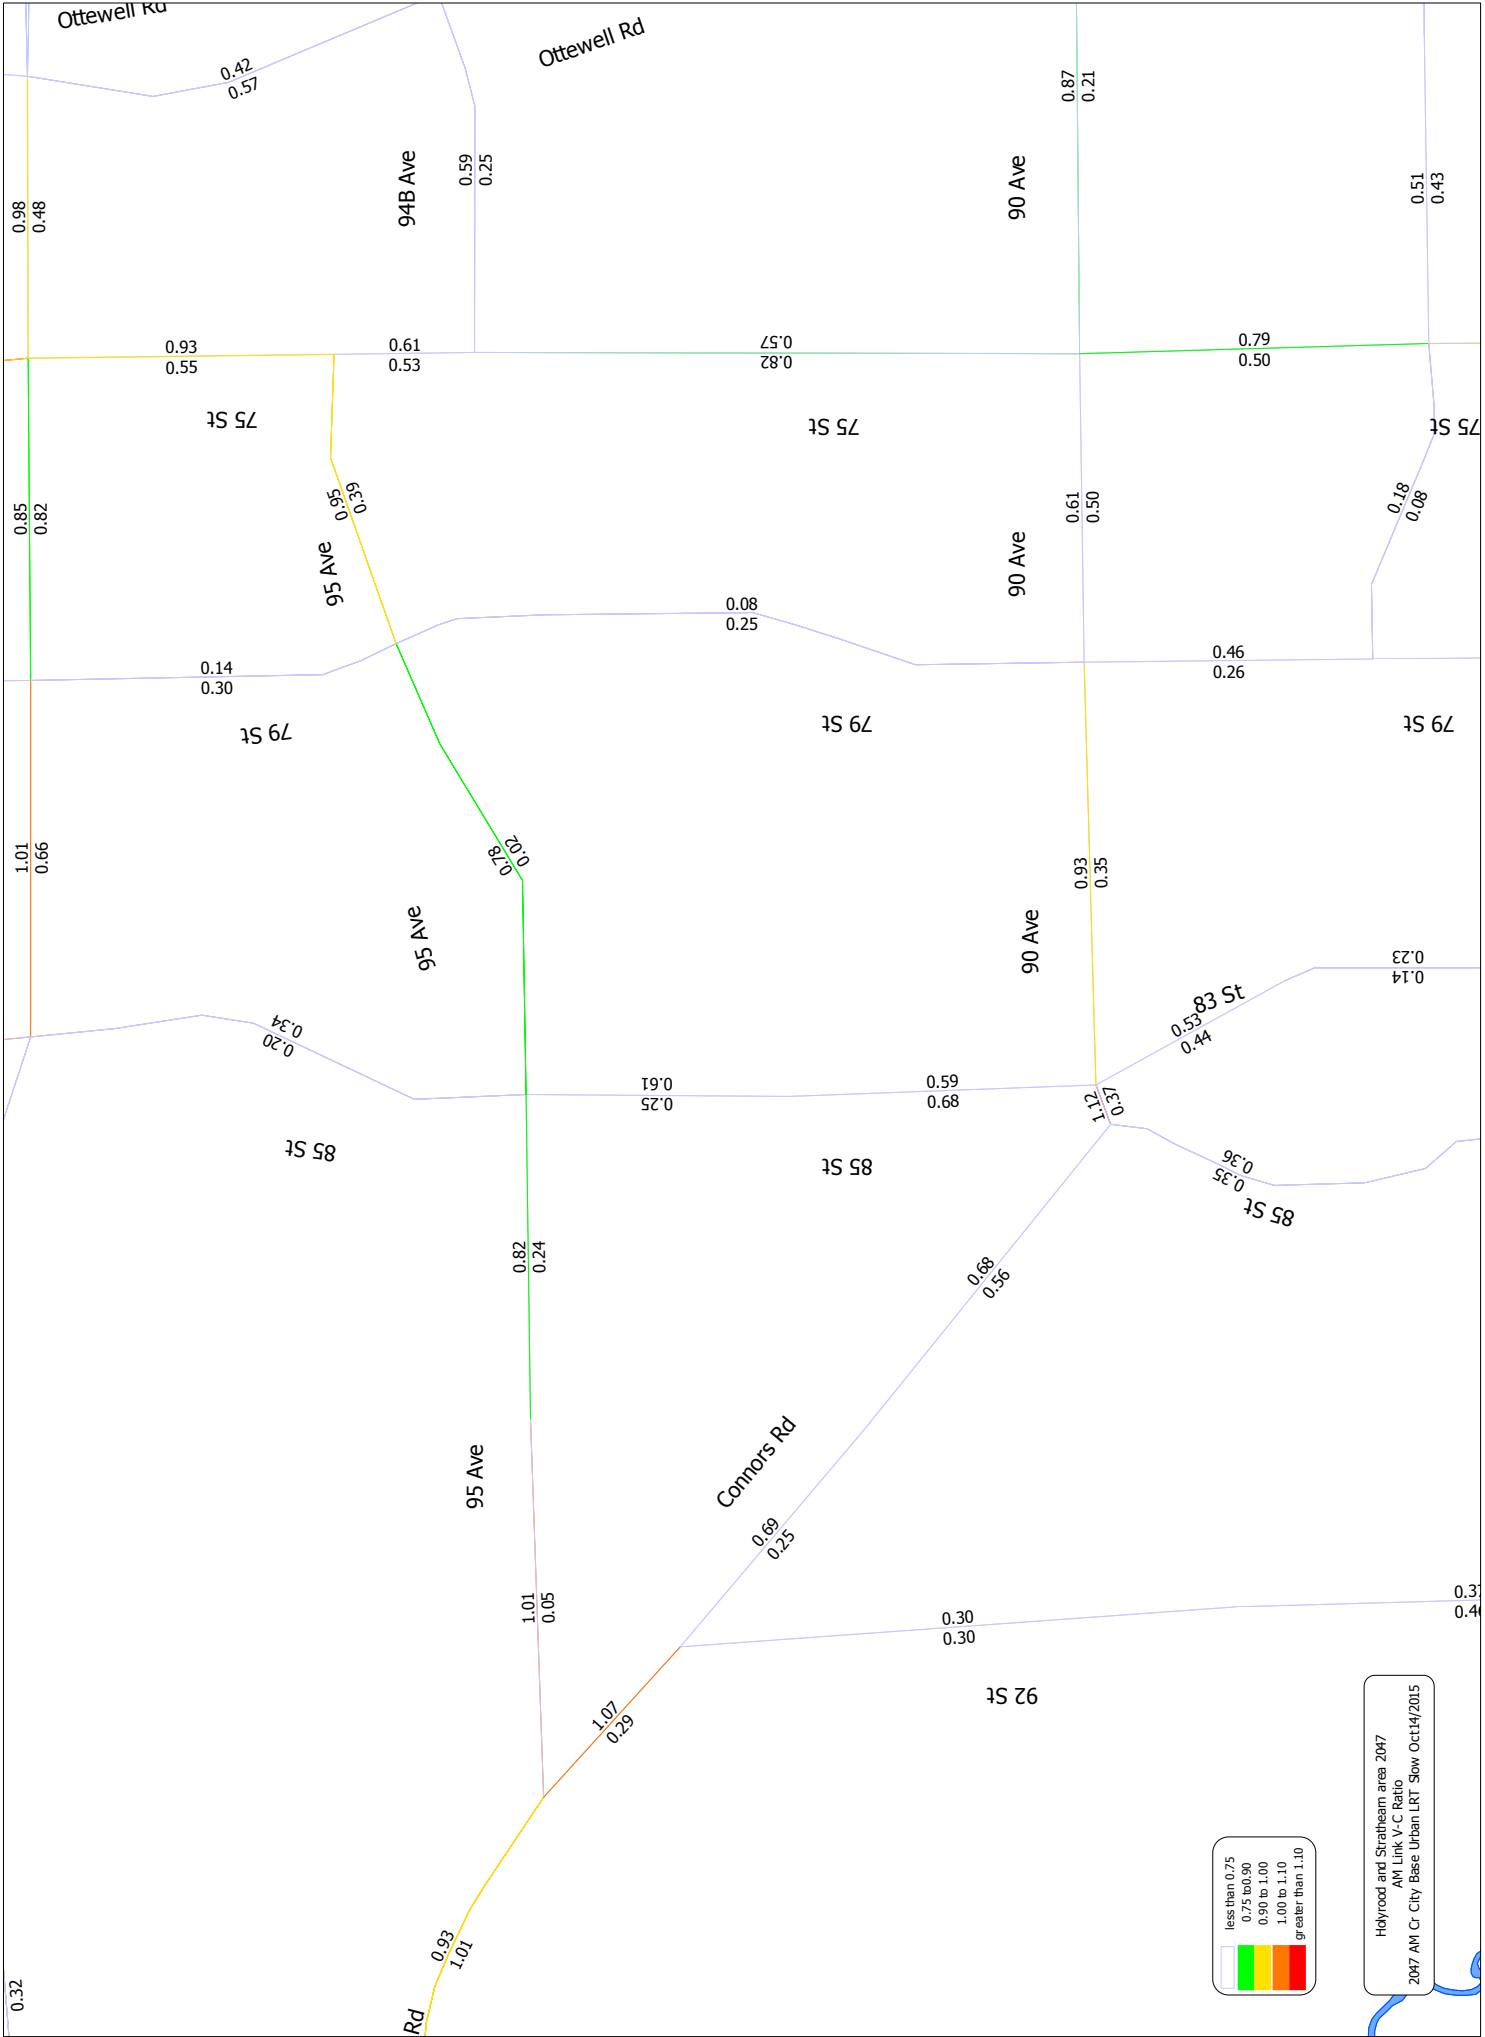 Ottewell Rd
0.42
0.57
Ottewell Rd
0.87
0.21
0.98
0.48
94B Ave
0.59
0.25
90 Ave
0.51
0.43
0.93
0.55
0.61
0.53
0.57
0.82
0.79
0.50
75 St
75 St
75 St
0.85
0.82
0.95
0.39
95 Ave
0.61
0.50
90 Ave
0.18
0.08
0.14
0.30
0.08
0.25
0.46
0.26
79 St
79 St
79 St
1.01
0.66
0.78
0.02
95 Ave
0.93
0.35
90 Ave
0.23
0.14
83 St
0.53
0.44
0.34
0.20
0.61
0.25
0.59
0.68
1.12
0.37
85 St
85 St
0.36
0.35
85 St
0.82
0.24
0.68
0.56
95 Ave
Connors Rd
0.69
0.25
1.01
0.05
0.30
0.30
92 St
1.07
0.29
0.93
1.01
0.32
Rd
less than 0.75
0.75 to 0.90
0.90 to 1.00
1.00 to 1.10
greater than 1.10
Holyrood and Strathearn area 2047
AM Link V-C Ratio
2047 AM Cr City Base Urban LRT Slow Oct14/2015